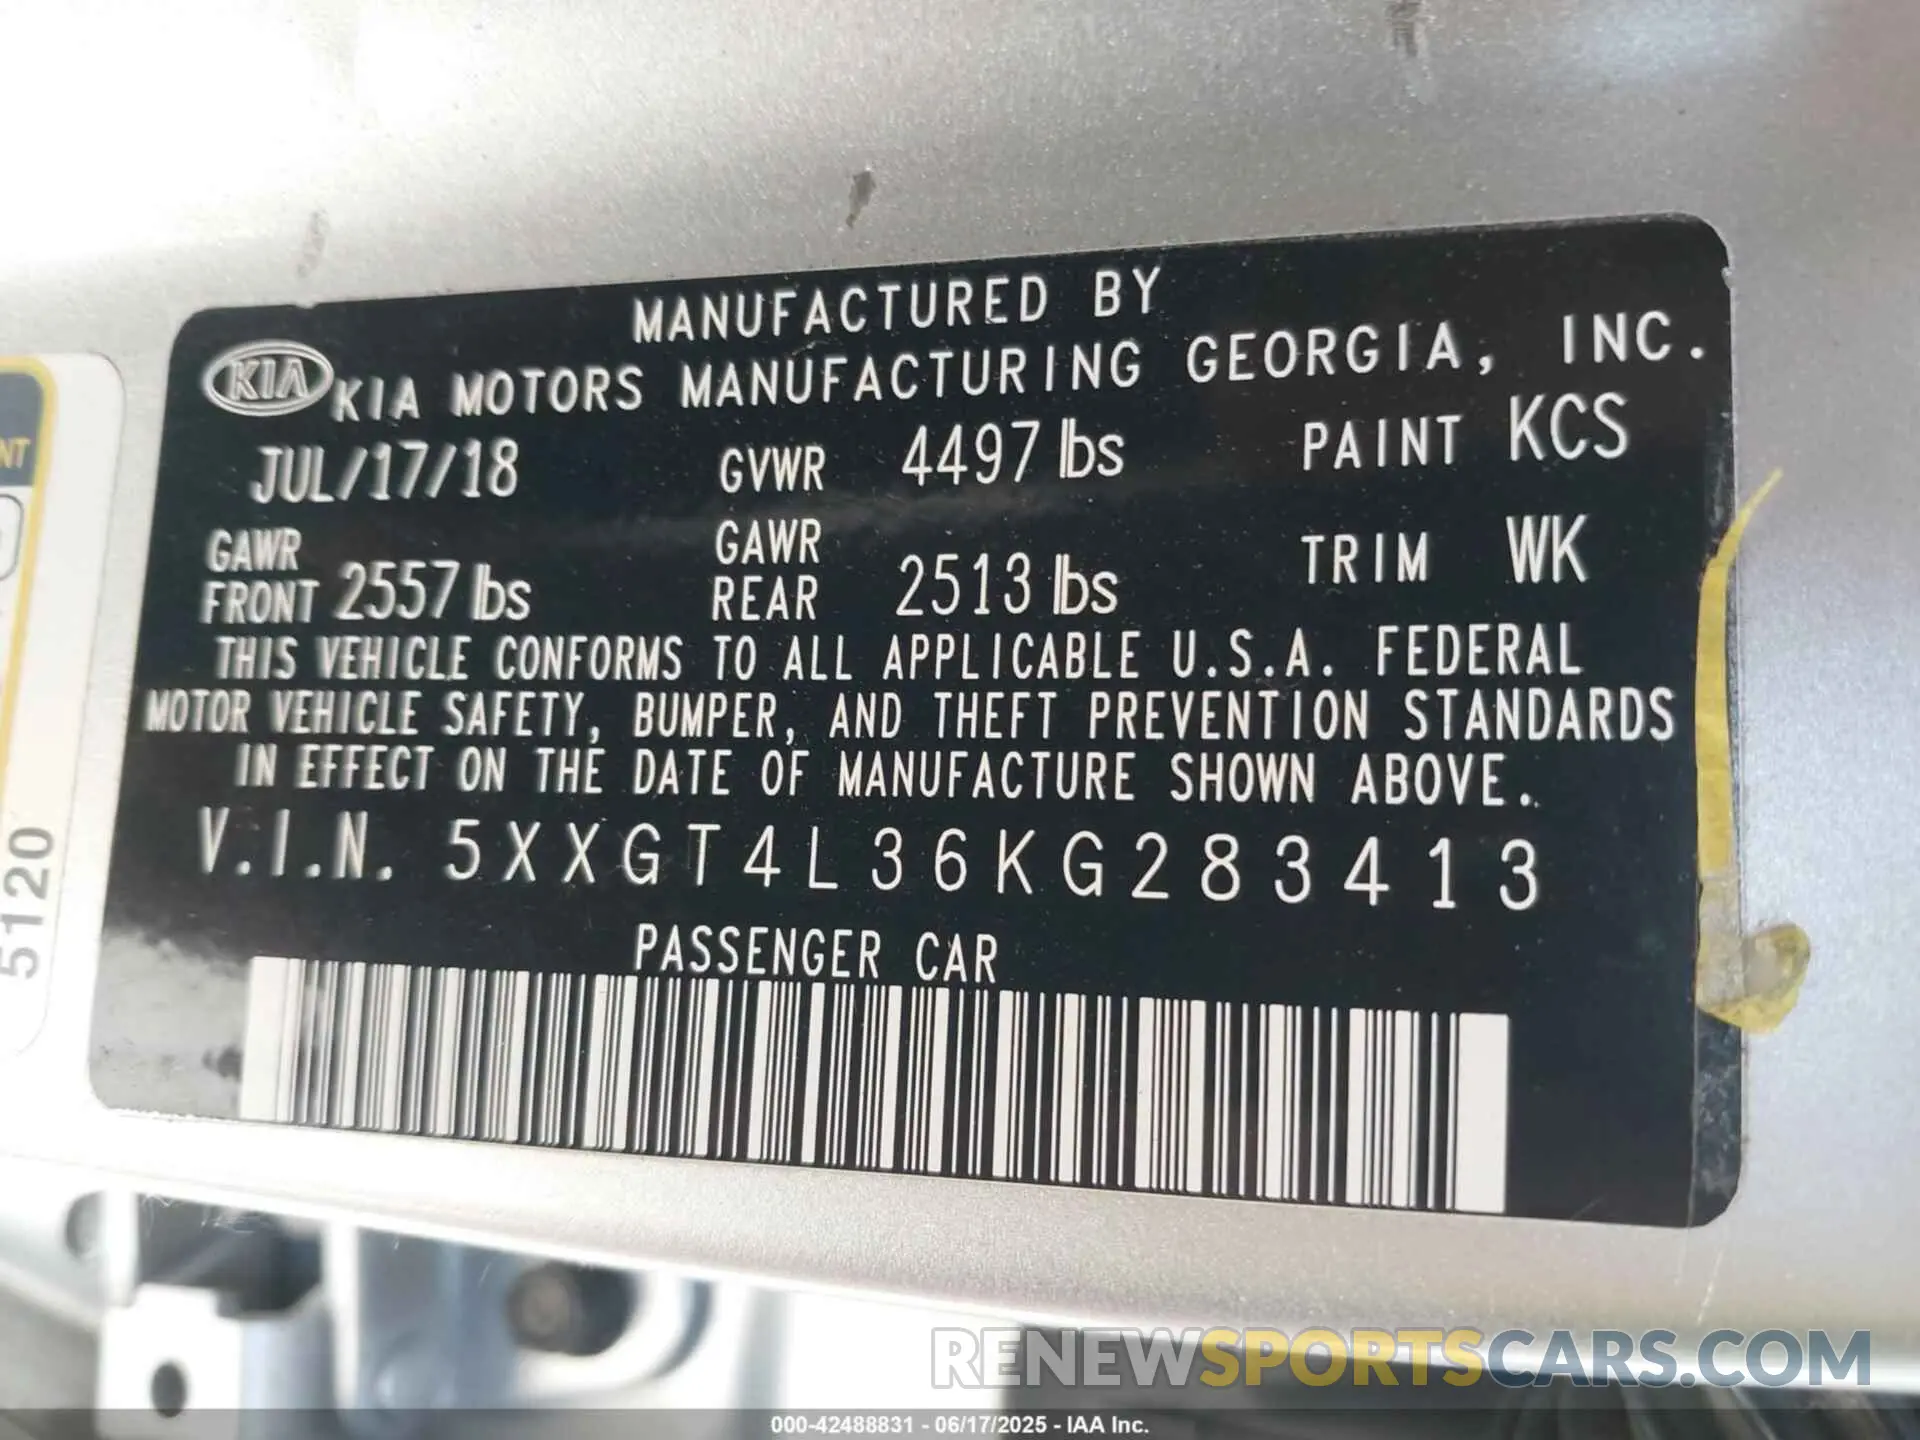 MANUFACTURED BY
KIA KIA MOTORS MANUFACTURING GEORGIA, INC.
JUL/17/18 GVWR 4497 lbs PAINT KCS
GAWR FRONT 2557 lbs GAWR REAR 2513 lbs TRIM WK
THIS VEHICLE CONFORMS TO ALL APPLICABLE U.S.A. FEDERAL
MOTOR VEHICLE SAFETY, BUMPER, AND THEFT PREVENTION STANDARDS
IN EFFECT ON THE DATE OF MANUFACTURE SHOWN ABOVE.
V.I.N. 5XXGT4L36KG283413
PASSENGER CAR
NT
5120
RENEWSPORTSCARS.COM
000-42488831 - 06/17/2025 - IAA Inc.